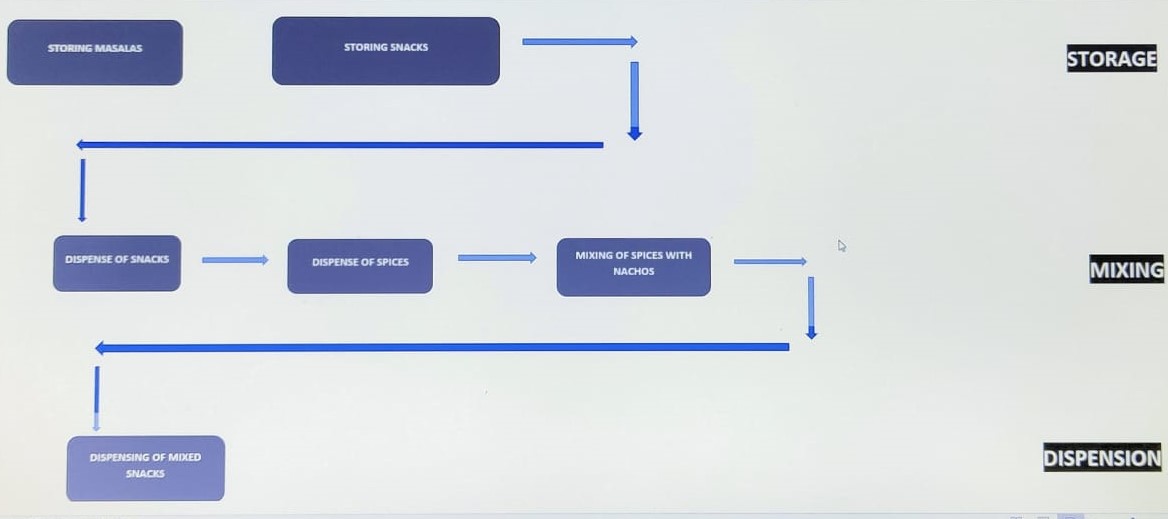 STORING MASALAS
STORING SNACKS
STORAGE
DISPENSE OF SNACKS
DISPENSE OF SPICES
MIXING OF SPICES WITH
NACHOS
MIXING
DISPENSING OF MIXED
SNACKS
DISPENSION